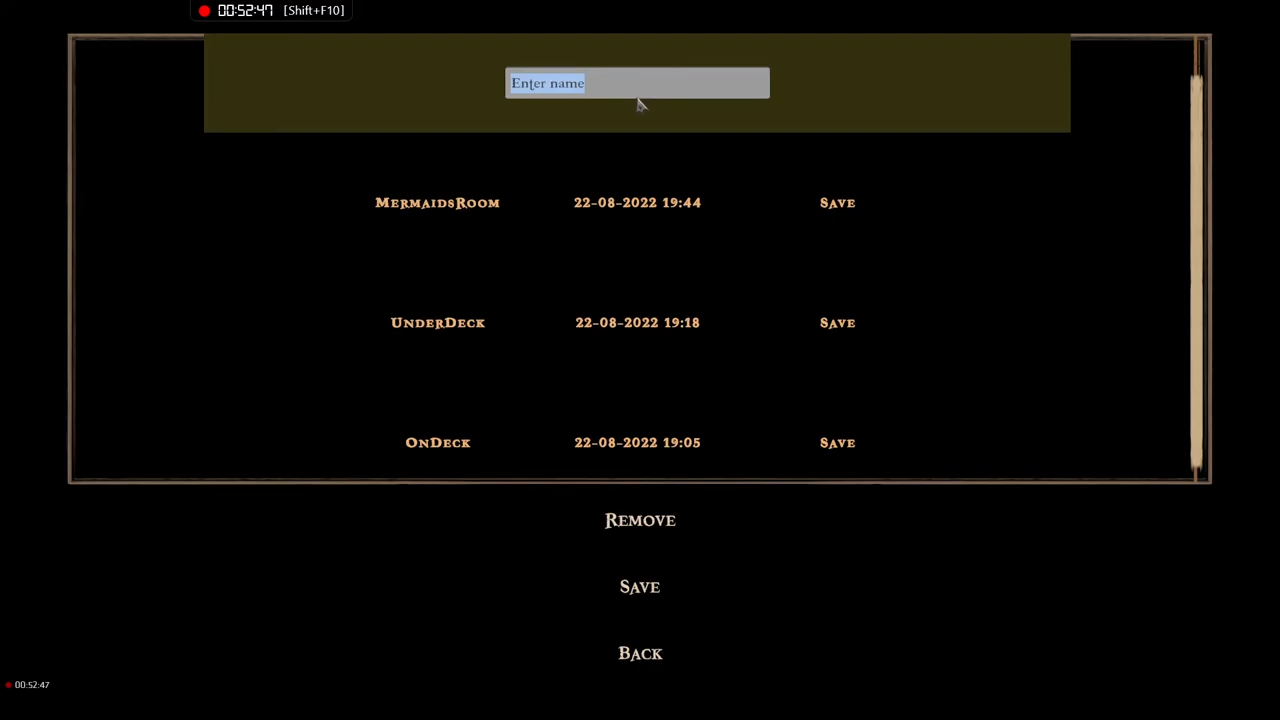 00:52:47 [Shift+F10]
Enter name
MermaidsRoom 22-08-2022 19:44 Save
UnderDeck 22-08-2022 19:18 Save
OnDeck 22-08-2022 19:05 Save
Remove
Save
Back
00:52:47